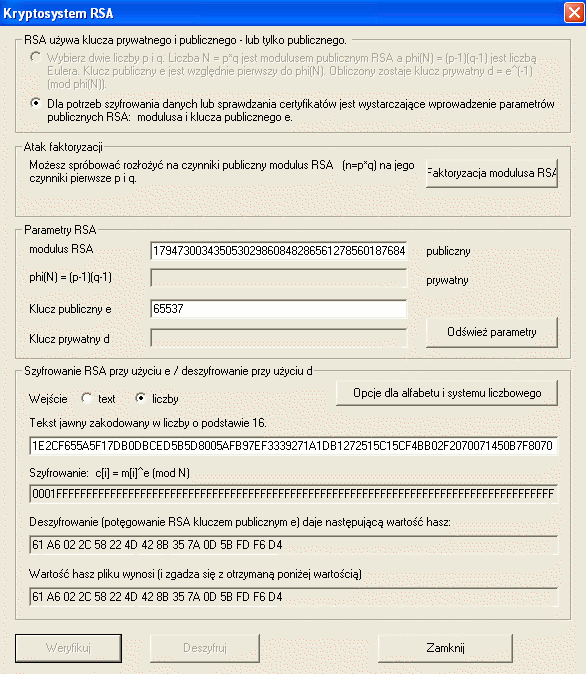 Kryptosystem RSA
RSA używa klucza prywatnego i publicznego - lub tylko publicznego.
Wybierz dwie liczby p i q. Liczba N = p*q jest modulusem publicznym RSA a phi(N) = (p-1)(q-1) jest liczbą
Eulera. Klucz publiczny e jest względnie pierwszy do phi(N). Obliczony zostaje klucz prywatny d = e^(-1)
(mod phi(N)).
Dla potrzeb szyfrowania danych lub sprawdzania certyfikatów jest wystarczające wprowadzenie parametrów
publicznych RSA: modulusa i klucza publicznego e.
Atak faktoryzacji
Możesz spróbować rozłożyć na czynniki publiczny modulus RSA (n=p*q) na jego
czynniki pierwsze p i q.
Faktoryzacja modulusa RSA
Parametry RSA
modulus RSA
179473003435053029860848286561278560187684
publiczny
phi(N) = (p-1)(q-1)
prywatny
Klucz publiczny e
65537
Klucz prywatny d
Odśwież parametry
Szyfrowanie RSA przy użyciu e / deszyfrowanie przy użyciu d
Wejście text liczby
Opcje dla alfabetu i systemu liczbowego
Tekst jawny zakodowany w liczby o podstawie 16.
1E2CF655A5F17DB0DBCED5B5D8005AFB97EF3339271A1DB1272515C15CF4BB02F2070071450B7F8070
Szyfrowanie: c[i] = m[i]^e (mod N)
0001FFFFFFFFFFFFFFFFFFFFFFFFFFFFFFFFFFFFFFFFFFFFFFFFFFFFFFFFFFFFFFFFFFFFFFFFFFFFFFFFFFF
Deszyfrowanie (potęgowanie RSA kluczem publicznym e) daje następującą wartość hasz:
61 A6 02 2C 58 22 4D 42 8B 35 7A 0D 5B FD F6 D4
Wartość hasz pliku wynosi (i zgadza się z otrzymaną poniżej wartością)
61 A6 02 2C 58 22 4D 42 8B 35 7A 0D 5B FD F6 D4
Weryfikuj
Deszyfruj
Zamknij